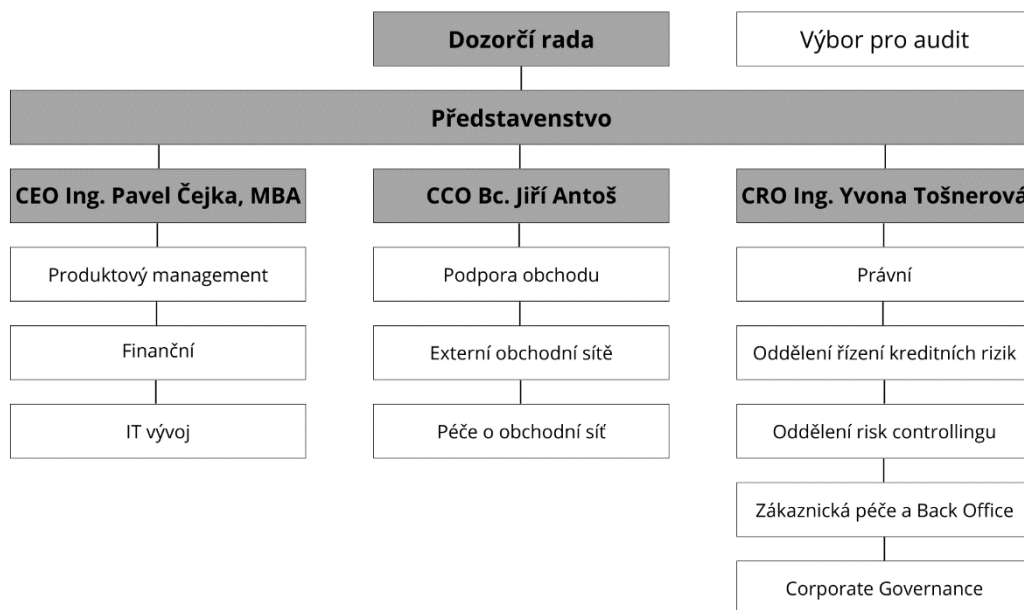 Dozorčí rada
Výbor pro audit
Představenstvo
CEO Ing. Pavel Čejka, MBA
CCO Bc. Jiří Antoš
CRO Ing. Yvona Tošnerová
Produktový management
Podpora obchodu
Právní
Finanční
Externí obchodní sítě
Oddělení řízení kreditních rizik
IT vývoj
Péče o obchodní síť
Oddělení risk controllingu
Zákaznická péče a Back Office
Corporate Governance